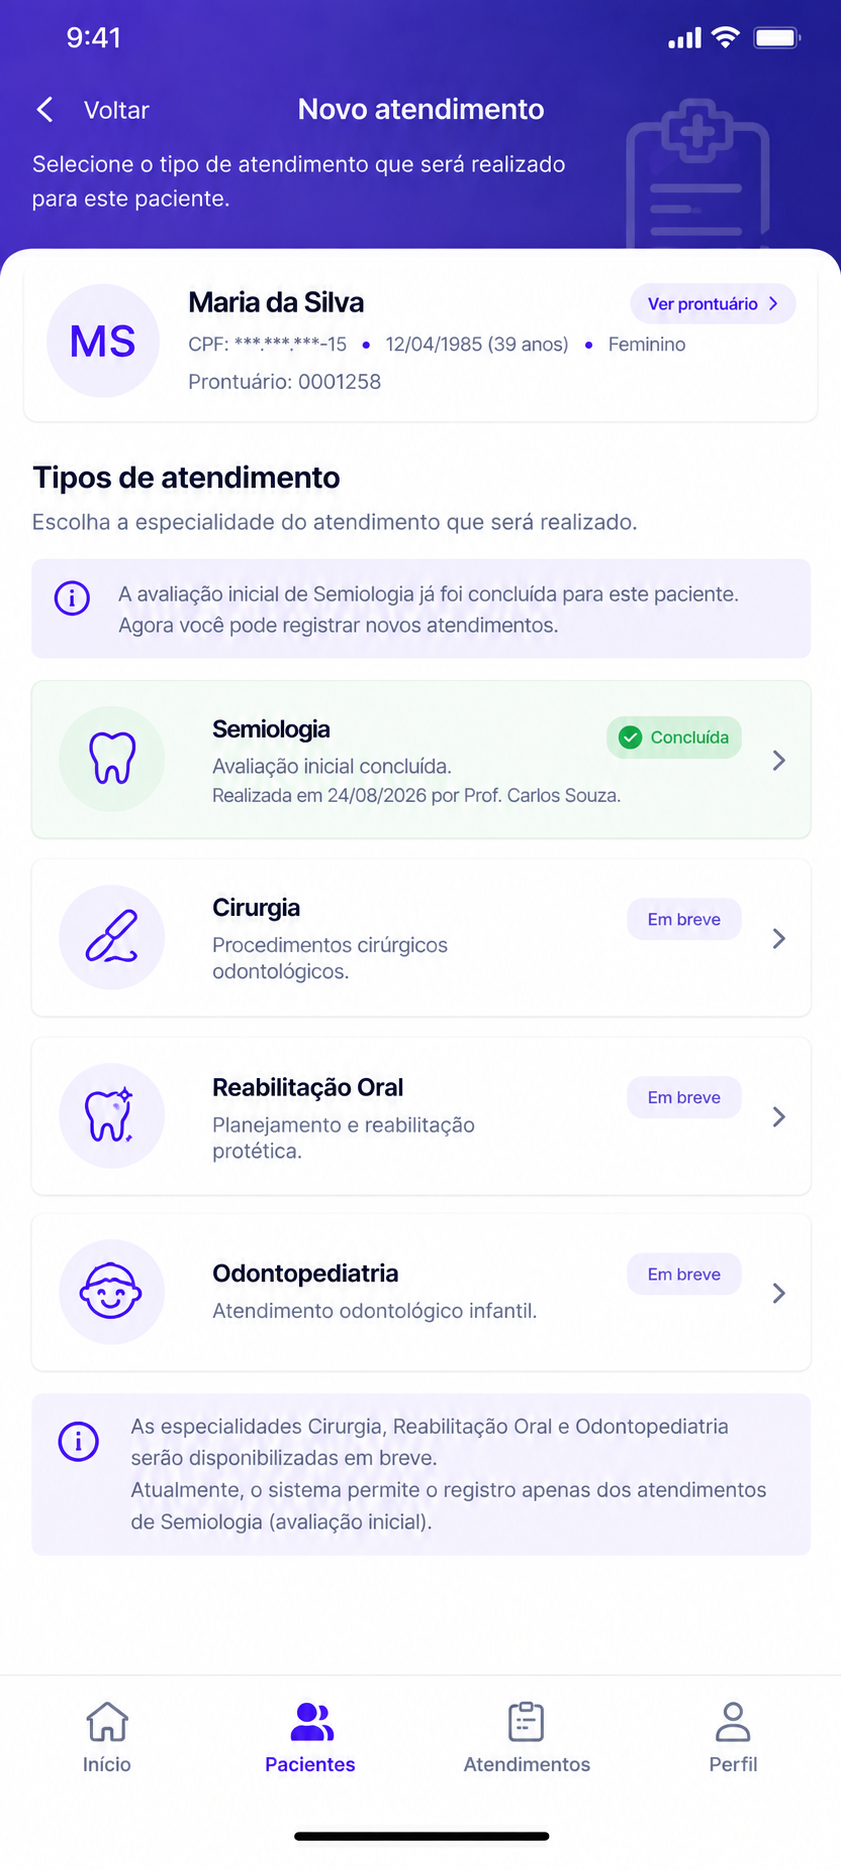 9:41
Voltar
Novo atendimento
Selecione o tipo de atendimento que será realizado
para este paciente.
MS
Maria da Silva
Ver prontuário
CPF: ***.***.***-15 • 12/04/1985 (39 anos) • Feminino
Prontuário: 0001258
Tipos de atendimento
Escolha a especialidade do atendimento que será realizado.
A avaliação inicial de Semiologia já foi concluída para este paciente.
Agora você pode registrar novos atendimentos.
Semiologia
Concluída
Avaliação inicial concluída.
Realizada em 24/08/2026 por Prof. Carlos Souza.
Cirurgia
Em breve
Procedimentos cirúrgicos
odontológicos.
Reabilitação Oral
Em breve
Planejamento e reabilitação
protética.
Odontopediatria
Em breve
Atendimento odontológico infantil.
As especialidades Cirurgia, Reabilitação Oral e Odontopediatria
serão disponibilizadas em breve.
Atualmente, o sistema permite o registro apenas dos atendimentos
de Semiologia (avaliação inicial).
Início
Pacientes
Atendimentos
Perfil